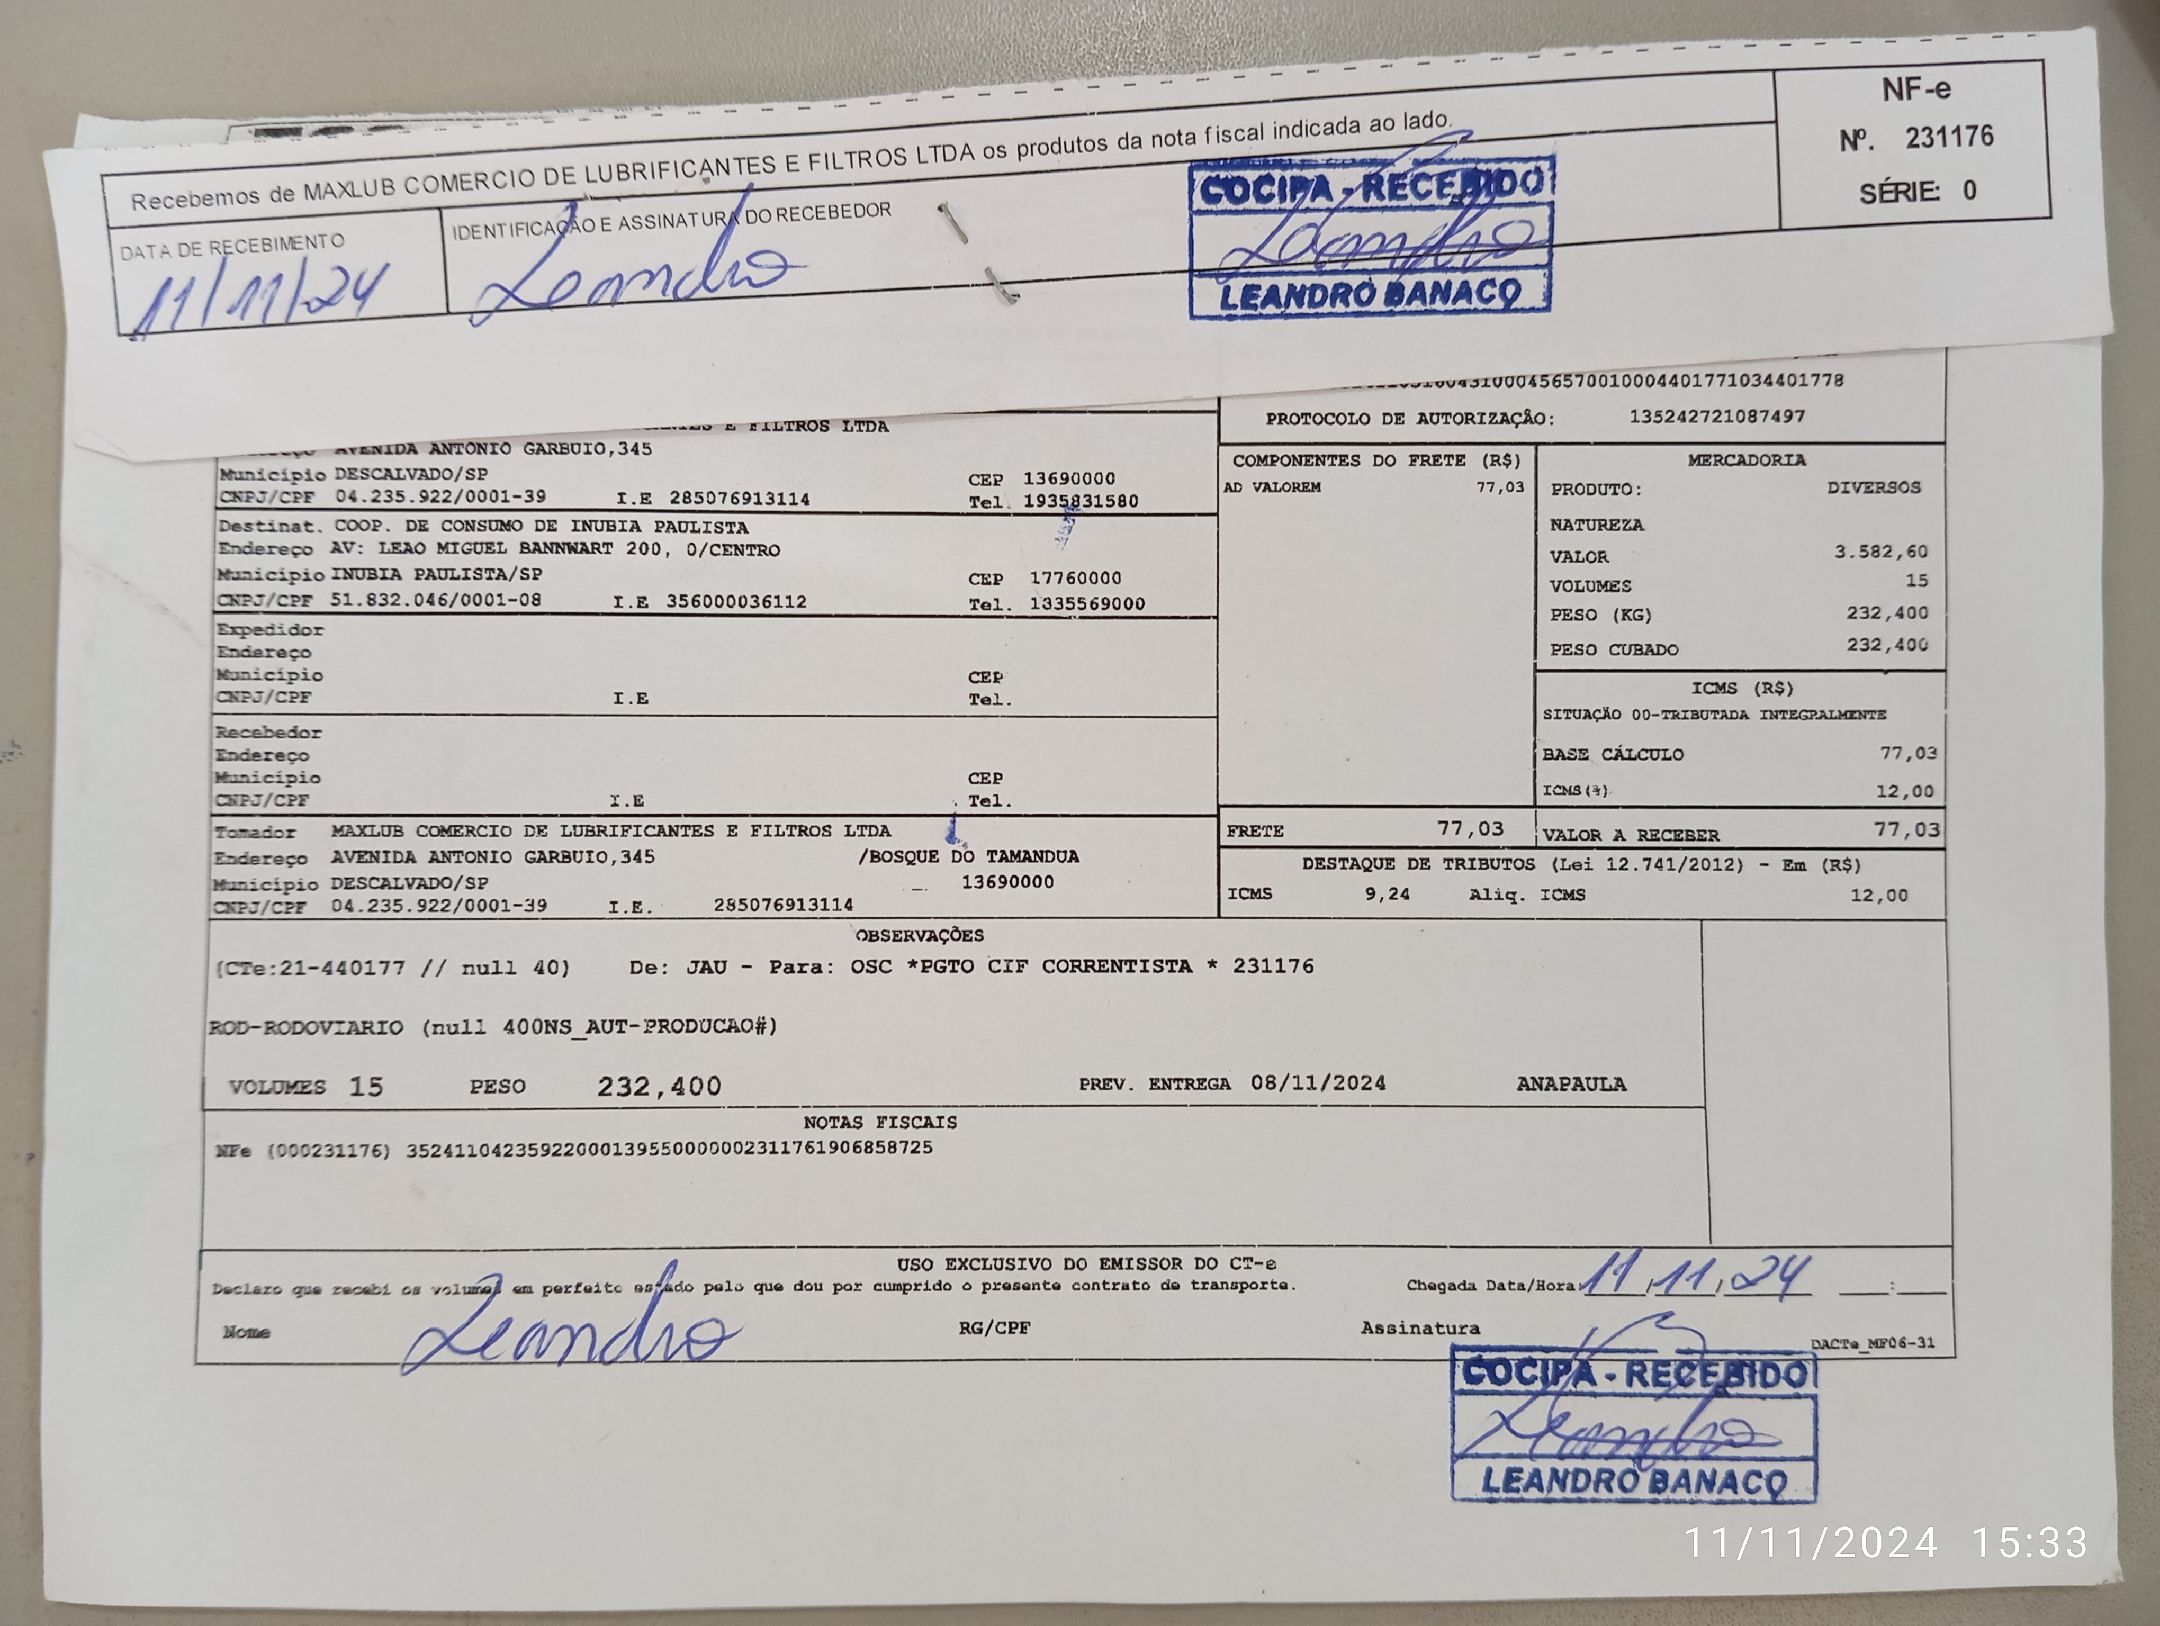 Recebemos de MAXLUB COMERCIO DE LUBRIFICANTES E FILTROS LTDA os produtos da nota fiscal indicada ao lado.
NF-e
Nº. 231176
SÉRIE: 0
DATA DE RECEBIMENTO
11/11/24
IDENTIFICAÇÃO E ASSINATURA DO RECEBEDOR
Leandro
COCIPA - RECEBIDO
Leandro
LEANDRO BANACO
431000456570010004401771034401778
PROTOCOLO DE AUTORIZAÇÃO: 135242721087497
E FILTROS LTDA
AVENIDA ANTONIO GARBUIO,345
Município DESCALVADO/SP CEP 13690000
CNPJ/CPF 04.235.922/0001-39 I.E 285076913114 Tel. 1935831580
Destinat. COOP. DE CONSUMO DE INUBIA PAULISTA
Endereço AV: LEAO MIGUEL BANNWART 200, 0/CENTRO
Município INUBIA PAULISTA/SP CEP 17760000
CNPJ/CPF 51.832.046/0001-08 I.E 356000036112 Tel. 1335569000
Expedidor
Endereço
Município CEP
CNPJ/CPF I.E Tel.
Recebedor
Endereço
Município CEP
CNPJ/CPF I.E Tel.
Tomador MAXLUB COMERCIO DE LUBRIFICANTES E FILTROS LTDA
Endereço AVENIDA ANTONIO GARBUIO,345 /BOSQUE DO TAMANDUA
Município DESCALVADO/SP 13690000
CNPJ/CPF 04.235.922/0001-39 I.E. 285076913114
COMPONENTES DO FRETE (R$)
AD VALOREM 77,03
MERCADORIA
PRODUTO: DIVERSOS
NATUREZA
VALOR 3.582,60
VOLUMES 15
PESO (KG) 232,400
PESO CUBADO 232,400
ICMS (R$)
SITUAÇÃO 00-TRIBUTADA INTEGRALMENTE
BASE CÁLCULO 77,03
ICMS(%) 12,00
FRETE 77,03 VALOR A RECEBER 77,03
DESTAQUE DE TRIBUTOS (Lei 12.741/2012) - Em (R$)
ICMS 9,24 Aliq. ICMS 12,00
OBSERVAÇÕES
(CTe:21-440177 // null 40) De: JAU - Para: OSC *PGTO CIF CORRENTISTA * 231176
ROD-RODOVIARIO (null 400NS_AUT-PRODUCAO#)
VOLUMES 15 PESO 232,400 PREV. ENTREGA 08/11/2024 ANAPAULA
NOTAS FISCAIS
NFe (000231176) 35241104235922000139550000002311761906858725
USO EXCLUSIVO DO EMISSOR DO CT-e
Declaro que recebi os volumes em perfeito estado pelo que dou por cumprido o presente contrato de transporte. Chegada Data/Hora: 11,11,24 :
Nome Leandro RG/CPF Assinatura
DACTe_MF06-31
COCIPA - RECEBIDO
Leandro
LEANDRO BANACO
11/11/2024 15:33